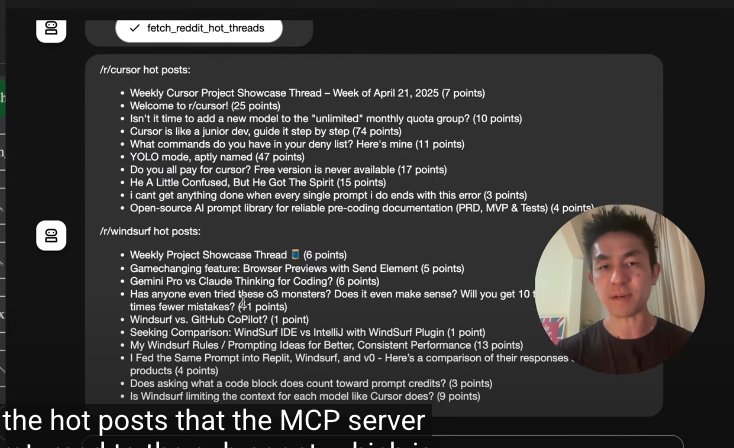 fetch_reddit_hot_threads
/r/cursor hot posts:
• Weekly Cursor Project Showcase Thread – Week of April 21, 2025 (7 points)
• Welcome to r/cursor! (25 points)
• Isn't it time to add a new model to the "unlimited" monthly quota group? (10 points)
• Cursor is like a junior dev, guide it step by step (74 points)
• What commands do you have in your deny list? Here's mine (11 points)
• YOLO mode, aptly named (47 points)
• Do you all pay for cursor? Free version is never available (17 points)
• He A Little Confused, But He Got The Spirit (15 points)
• i cant get anything done when every single prompt i do ends with this error (3 points)
• Open-source AI prompt library for reliable pre-coding documentation (PRD, MVP & Tests) (4 points)
/r/windsurf hot posts:
• Weekly Project Showcase Thread 🧵 (6 points)
• Gamechanging feature: Browser Previews with Send Element (5 points)
• Gemini Pro vs Claude Thinking for Coding? (6 points)
• Has anyone even tried these o3 monsters? Does it even make sense? Will you get 10
times fewer mistakes? points)
• Windsurf vs. GitHub CoPilot? (1 point)
• Seeking Comparison: WindSurf IDE vs IntelliJ with WindSurf Plugin (1 point)
• My Windsurf Rules / Prompting Ideas for Better, Consistent Performance (13 points)
• I Fed the Same Prompt into Replit, Windsurf, and v0 - Here's a comparison of their responses
products (4 points)
• Does asking what a code block does count toward prompt credits? (3 points)
• Is Windsurf limiting the context for each model like Cursor does? (9 points)
the hot posts that the MCP server